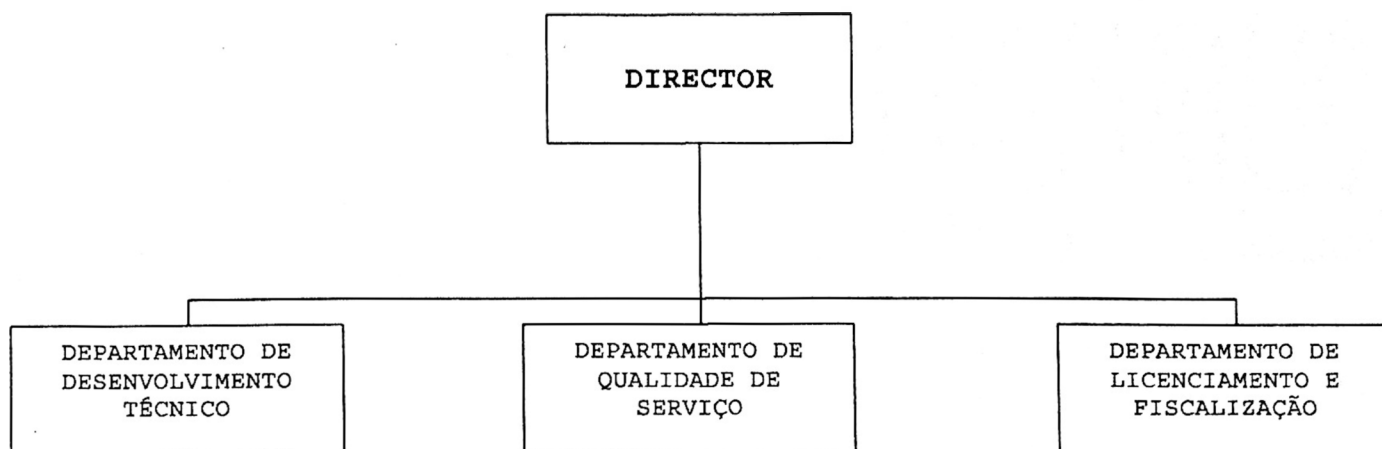 DIRECTOR
DEPARTAMENTO DE
DESENVOLVIMENTO
TÉCNICO
DEPARTAMENTO DE
QUALIDADE DE
SERVIÇO
DEPARTAMENTO DE
LICENCIAMENTO E
FISCALIZAÇÃO